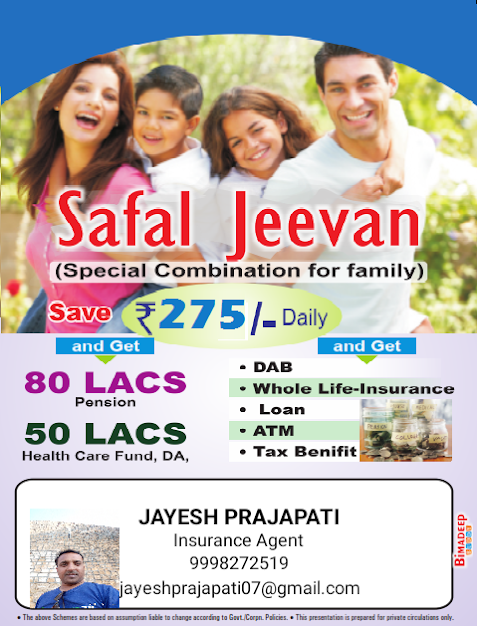 Safal Jeevan
(Special Combination for family)
Save ₹275/- Daily
and Get
80 LACS
Pension
50 LACS
Health Care Fund, DA,
and Get
• DAB
• Whole Life-Insurance
• Loan
• ATM
• Tax Benifit
JAYESH PRAJAPATI
Insurance Agent
9998272519
jayeshprajapati07@gmail.com
BIMADEEP
• The above Schemes are based on assumption liable to change according to Govt./Corpn. Policies. • This presentation is prepared for private circulations only.